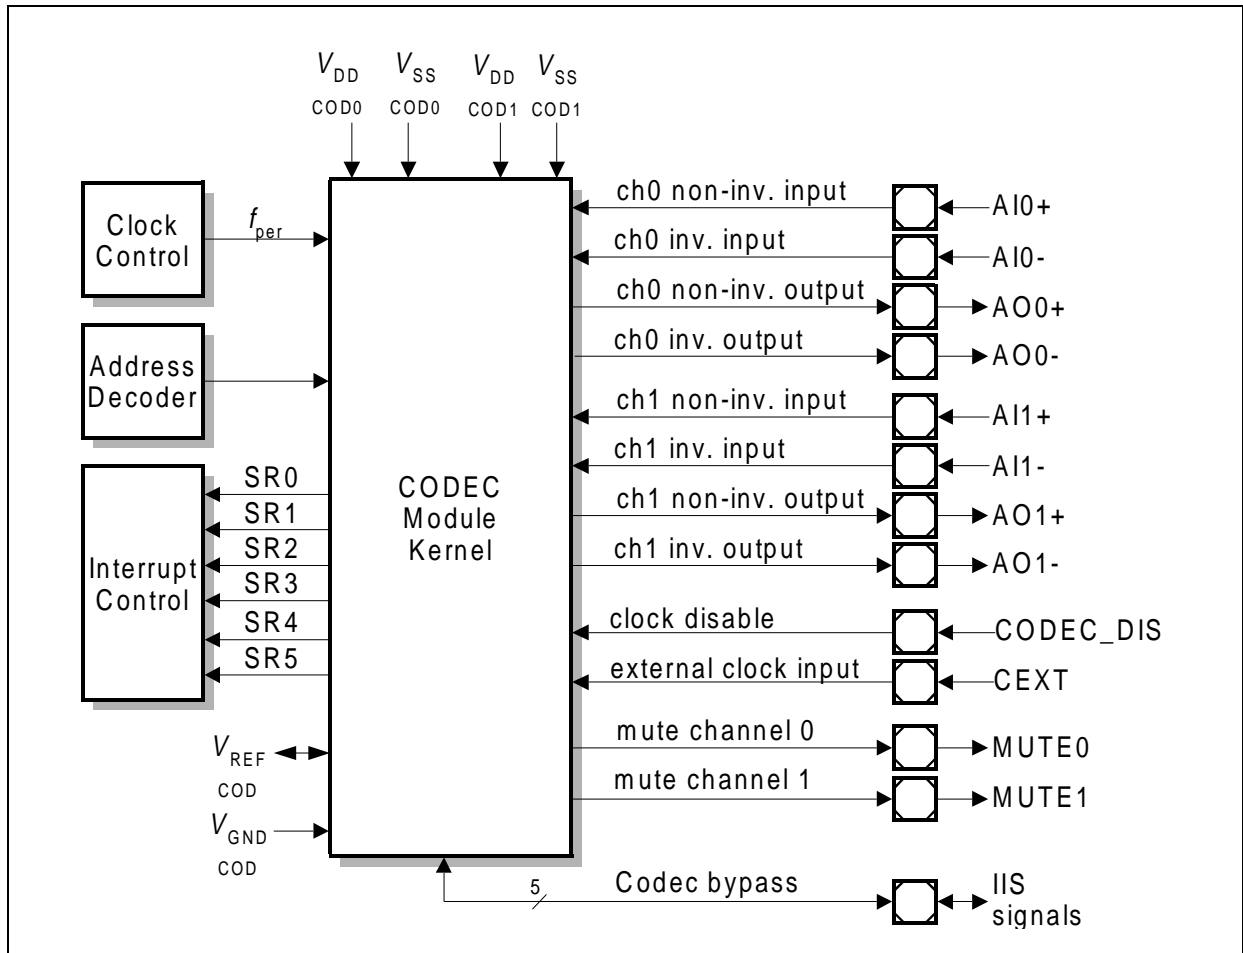 VDD VSS VDD VSS
COD0 COD0 COD1 COD1
Clock
Control
fper
Address
Decoder
Interrupt
Control
SR0
SR1
SR2
SR3
SR4
SR5
VREF
COD
VGND
COD
CODEC
Module
Kernel
ch0 non-inv. input AI0+
ch0 inv. input AI0-
ch0 non-inv. output AO0+
ch0 inv. output AO0-
ch1 non-inv. input AI1+
ch1 inv. input AI1-
ch1 non-inv. output AO1+
ch1 inv. output AO1-
clock disable CODEC_DIS
external clock input CEXT
mute channel 0 MUTE0
mute channel 1 MUTE1
5 Codec bypass IIS
signals